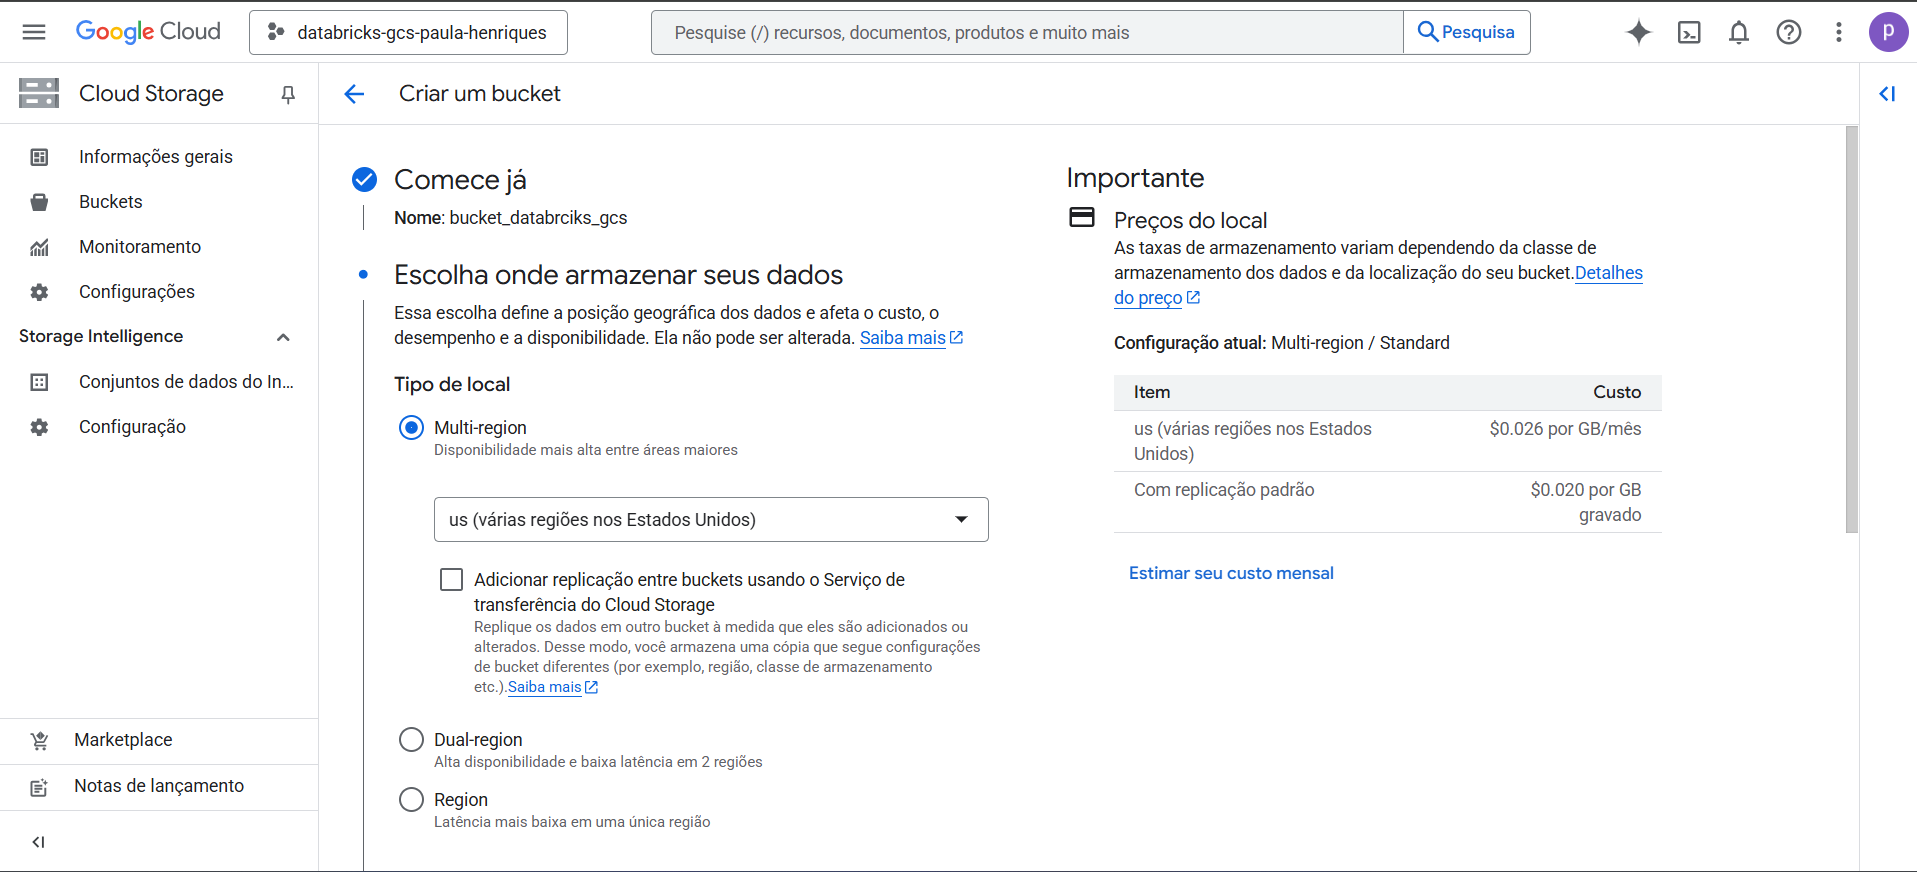 Google Cloud
databricks-gcs-paula-henriques
Pesquise (/) recursos, documentos, produtos e muito mais
Pesquisa
p
Cloud Storage
Criar um bucket
Informações gerais
Buckets
Monitoramento
Configurações
Storage Intelligence
Conjuntos de dados do In...
Configuração
Marketplace
Notas de lançamento
Comece já
Nome: bucket_databrciks_gcs
Escolha onde armazenar seus dados
Essa escolha define a posição geográfica dos dados e afeta o custo, o
desempenho e a disponibilidade. Ela não pode ser alterada. Saiba mais
Tipo de local
Multi-region
Disponibilidade mais alta entre áreas maiores
us (várias regiões nos Estados Unidos)
Adicionar replicação entre buckets usando o Serviço de
transferência do Cloud Storage
Replique os dados em outro bucket à medida que eles são adicionados ou
alterados. Desse modo, você armazena uma cópia que segue configurações
de bucket diferentes (por exemplo, região, classe de armazenamento
etc.).Saiba mais
Dual-region
Alta disponibilidade e baixa latência em 2 regiões
Region
Latência mais baixa em uma única região
Importante
Preços do local
As taxas de armazenamento variam dependendo da classe de
armazenamento dos dados e da localização do seu bucket.Detalhes
do preço
Configuração atual: Multi-region / Standard
Item Custo
us (várias regiões nos Estados $0.026 por GB/mês
Unidos)
Com replicação padrão $0.020 por GB
gravado
Estimar seu custo mensal